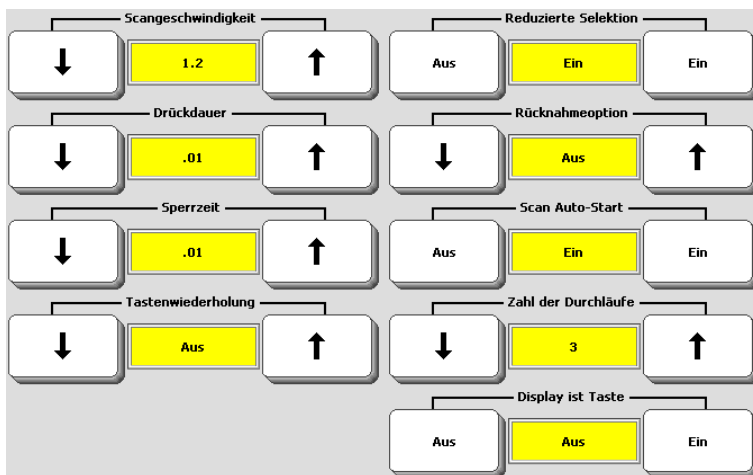 Scangeschwindigkeit
1.2
Drückdauer
.01
Sperrzeit
.01
Tastenwiederholung
Aus
Reduzierte Selektion
Aus Ein Ein
Rücknahmeoption
Aus
Scan Auto-Start
Aus Ein Ein
Zahl der Durchläufe
3
Display ist Taste
Aus Aus Ein